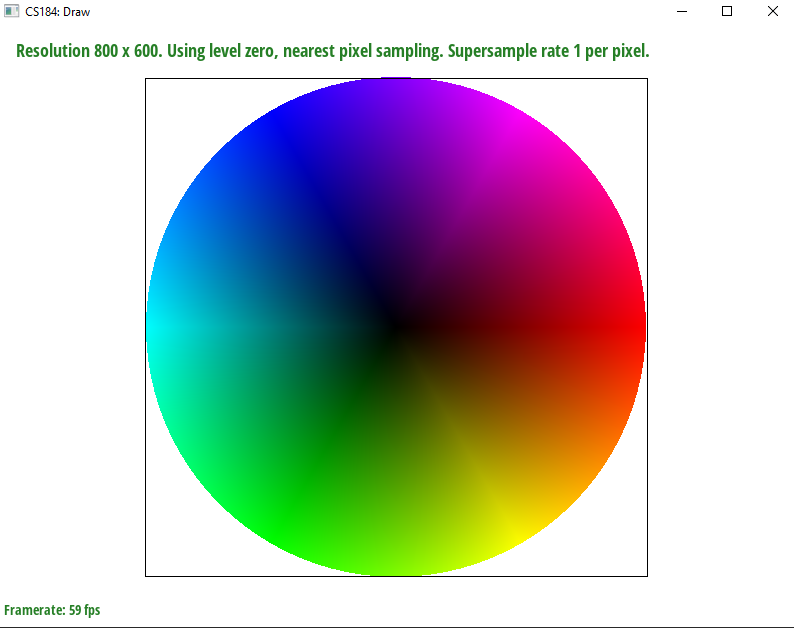 CS184: Draw
Resolution 800 x 600. Using level zero, nearest pixel sampling. Supersample rate 1 per pixel.
Framerate: 59 fps